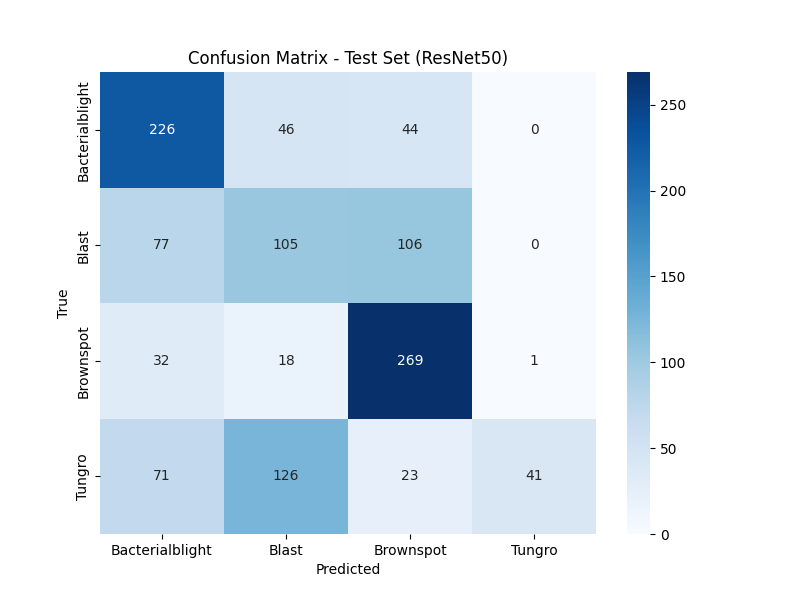 Confusion Matrix - Test Set (ResNet50)
True
Bacterialblight
226 46 44 0
Blast
77 105 106 0
Brownspot
32 18 269 1
Tungro
71 126 23 41
Bacterialblight Blast Brownspot Tungro
Predicted
250
200
150
100
50
0